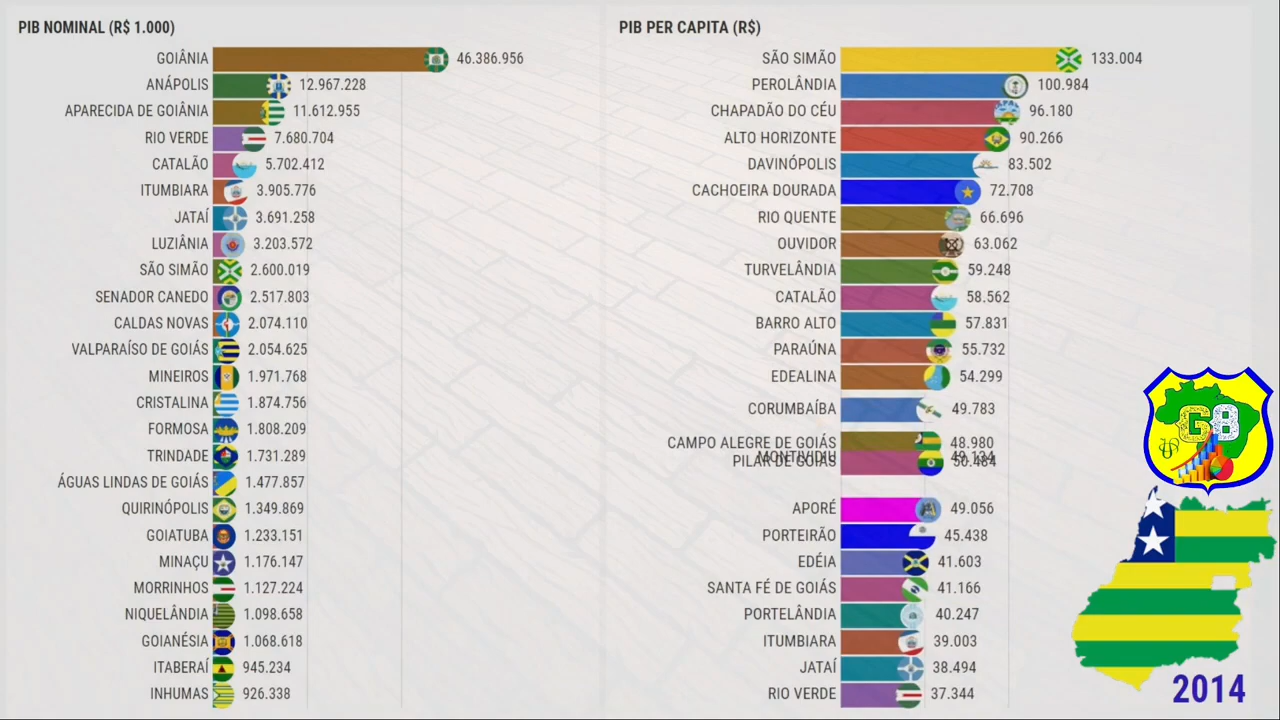 PIB NOMINAL (R$ 1.000)
GOIÂNIA 46.386.956
ANÁPOLIS 12.967.228
APARECIDA DE GOIÂNIA 11.612.955
RIO VERDE
CATALÃO 5.702.412
ITUMBIARA 3.905.776
JATAÍ 3.691.258
LUZIÂNIA 3.203.572
SÃO SIMÃO 2.600.019
SENADOR CANEDO 2.517.803
CALDAS NOVAS 2.074.110
VALPARAÍSO DE GOIÁS 2.054.625
MINEIROS 1.971.768
CRISTALINA 1.874.756
FORMOSA 1.808.209
TRINDADE 1.731.289
ÁGUAS LINDAS DE GOIÁS 1.477.857
QUIRINÓPOLIS 1.349.869
GOIATUBA 1.233.151
MINAÇU 1.176.147
MORRINHOS 1.127.224
NIQUELÂNDIA 1.098.658
GOIANÉSIA 1.068.618
ITABERAÍ 945.234
INHUMAS 926.338
PIB PER CAPITA (R$)
SÃO SIMÃO 133.004
PEROLÂNDIA 100.984
CHAPADÃO DO CÉU 96.180
ALTO HORIZONTE 90.266
DAVINÓPOLIS 83.502
CACHOEIRA DOURADA 72.708
RIO QUENTE 66.696
OUVIDOR 63.062
TURVELÂNDIA 59.248
CATALÃO 58.562
BARRO ALTO 57.831
PARAÚNA 55.732
EDEALINA 54.299
CORUMBAÍBA 49.783
CAMPO ALEGRE DE GOIÁS 48.980
MONTIVIDIU
PILAR DE GOIÁS 50.484
APORÉ 49.056
PORTEIRÃO 45.438
EDÉIA 41.603
SANTA FÉ DE GOIÁS 41.166
PORTELÂNDIA 40.247
ITUMBIARA 39.003
JATAÍ 38.494
RIO VERDE 37.344
GB
2014